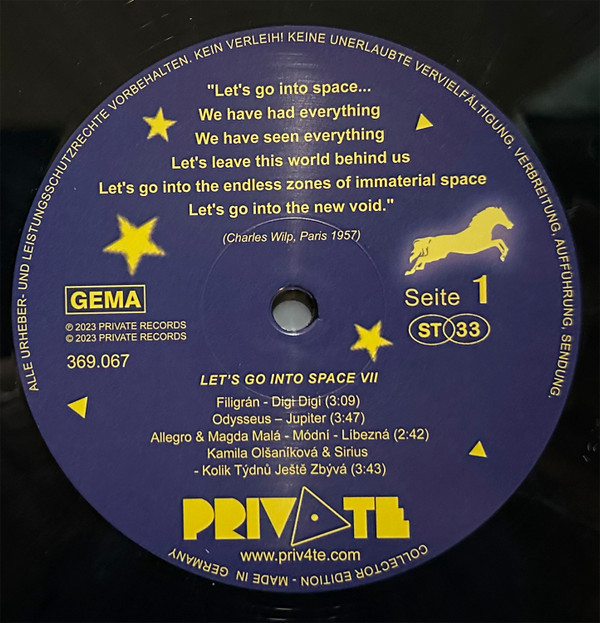 ALLE URHEBER- UND LEISTUNGSSCHUTZRECHTE VORBEHALTEN. KEIN VERLEIH! KEINE UNERLAUBTE VERVIELFÄLTIGUNG, VERBREITUNG, AUFFÜHRUNG, SENDUNG.
"Let's go into space...
We have had everything
We have seen everything
Let's leave this world behind us
Let's go into the endless zones of immaterial space
Let's go into the new void."
(Charles Wilp, Paris 1957)
GEMA
℗ 2023 PRIVATE RECORDS
© 2023 PRIVATE RECORDS
369.067
Seite 1
ST 33
LET'S GO INTO SPACE VII
Filigrán - Digi Digi (3:09)
Odysseus – Jupiter (3:47)
Allegro & Magda Malá - Módní - Líbezná (2:42)
Kamila Olšaníková & Sirius
- Kolik Týdnů Ještě Zbývá (3:43)
PRIVATE
www.priv4te.com
COLLECTOR EDITION - MADE IN GERMANY